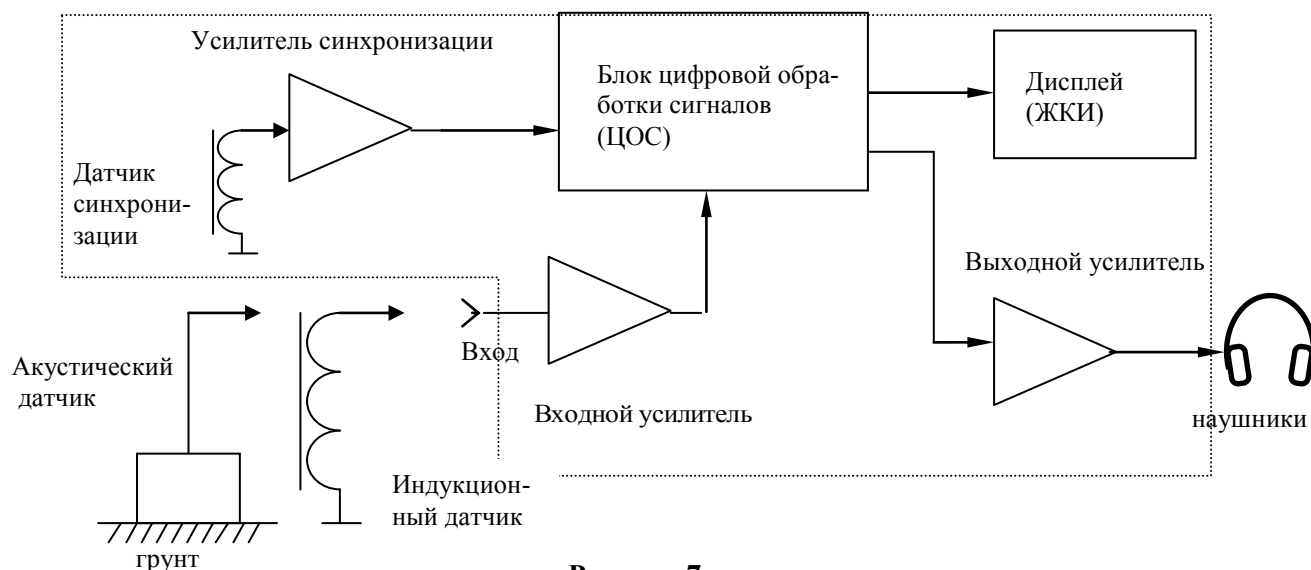 Усилитель синхронизации
Блок цифровой обра-
ботки сигналов
(ЦОС)
Дисплей
(ЖКИ)
Датчик
синхрони-
зации
Выходной усилитель
Вход
Акустический
датчик
Входной усилитель
наушники
Индукцион-
ный датчик
грунт